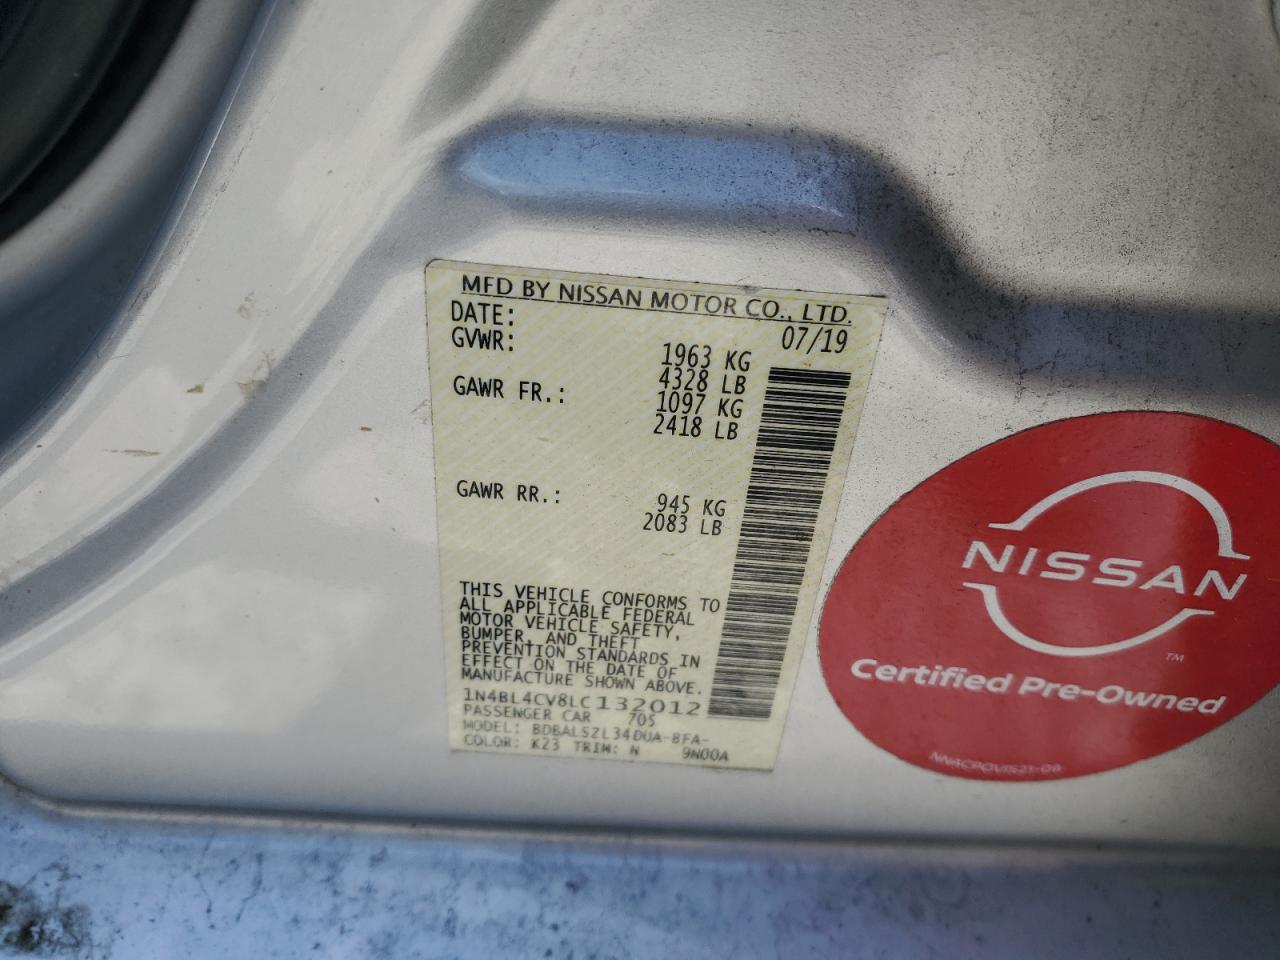 MFD BY NISSAN MOTOR CO., LTD.
DATE: 07/19
GVWR: 1963 KG
4328 LB
GAWR FR.: 1097 KG
2418 LB
GAWR RR.: 945 KG
2083 LB
THIS VEHICLE CONFORMS TO
ALL APPLICABLE FEDERAL
MOTOR VEHICLE SAFETY,
BUMPER, AND THEFT
PREVENTION STANDARDS IN
EFFECT ON THE DATE OF
MANUFACTURE SHOWN ABOVE.
1N4BL4CV8LC132012
PASSENGER CAR 705
MODEL: BDBALSZL34DUA-BFA-
COLOR: K23 TRIM: N 9N00A
NISSAN
TM
Certified Pre-Owned